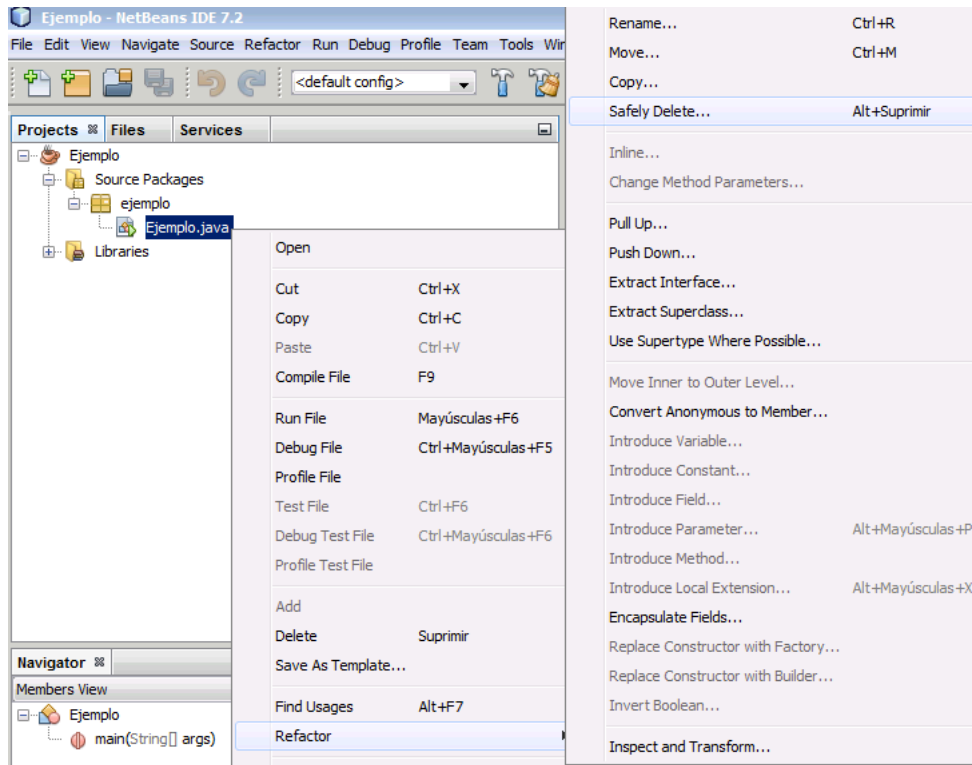 Ejemplo - NetBeans IDE 7.2
File Edit View Navigate Source Refactor Run Debug Profile Team Tools Win
<default config>
Projects Files Services
Ejemplo
Source Packages
ejemplo
Ejemplo.java
Libraries
Navigator
Members View
Ejemplo
main(String[] args)
Open
Cut Ctrl+X
Copy Ctrl+C
Paste Ctrl+V
Compile File F9
Run File Mayúsculas+F6
Debug File Ctrl+Mayúsculas+F5
Profile File
Test File Ctrl+F6
Debug Test File Ctrl+Mayúsculas+F6
Profile Test File
Add
Delete Suprimir
Save As Template...
Find Usages Alt+F7
Refactor
Rename... Ctrl+R
Move... Ctrl+M
Copy...
Safely Delete... Alt+Suprimir
Inline...
Change Method Parameters...
Pull Up...
Push Down...
Extract Interface...
Extract Superclass...
Use Supertype Where Possible...
Move Inner to Outer Level...
Convert Anonymous to Member...
Introduce Variable...
Introduce Constant...
Introduce Field...
Introduce Parameter... Alt+Mayúsculas+P
Introduce Method...
Introduce Local Extension... Alt+Mayúsculas+X
Encapsulate Fields...
Replace Constructor with Factory...
Replace Constructor with Builder...
Invert Boolean...
Inspect and Transform...